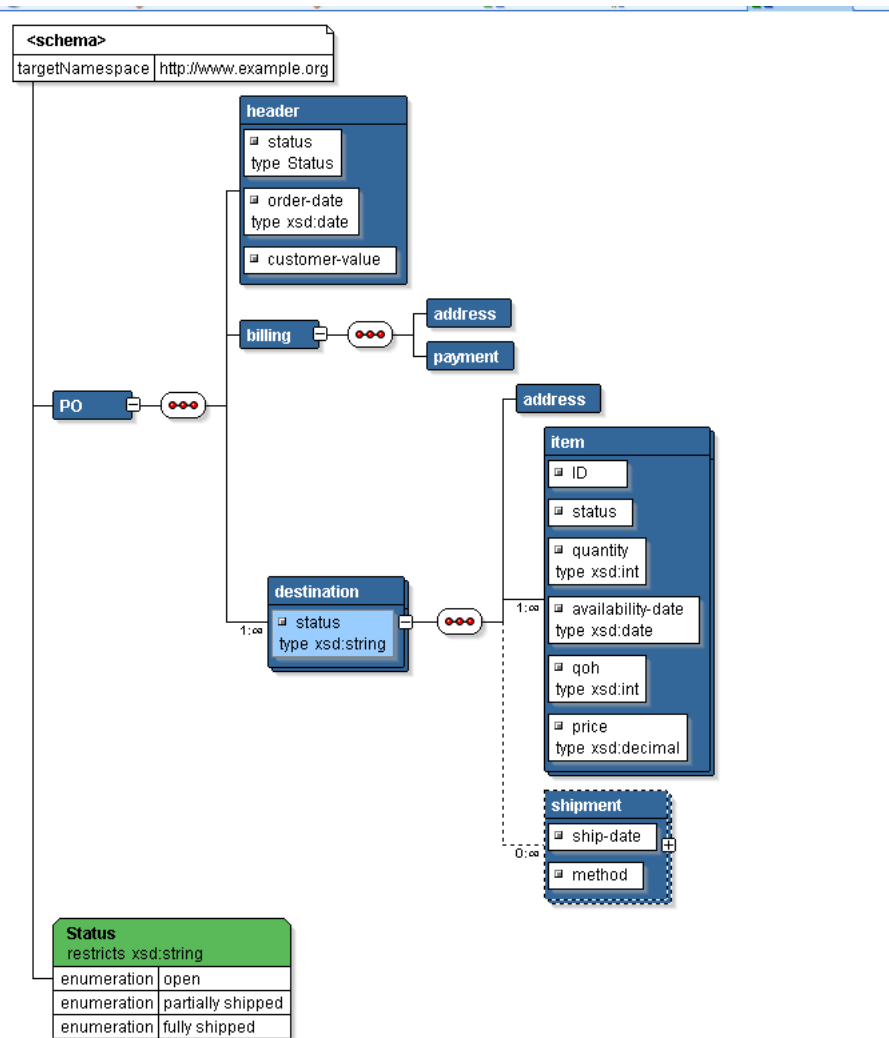 <schema>
targetNamespace http://www.example.org
header
status
type Status
order-date
type xsd:date
customer-value
billing
address
payment
PO
address
item
ID
status
quantity
type xsd:int
1:∞
availability-date
type xsd:date
qoh
type xsd:int
price
type xsd:decimal
destination
status
type xsd:string
1:∞
shipment
ship-date
0:∞
method
Status
restricts xsd:string
enumeration open
enumeration partially shipped
enumeration fully shipped